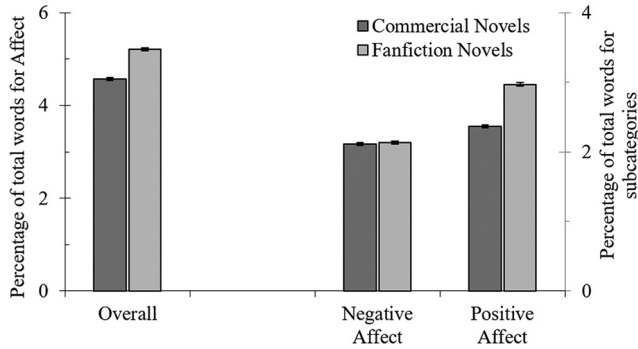 6
4
2
0
Percentage of total words for Affect
Commercial Novels
Fanfiction Novels
4
2
0
Percentage of total words for
subcategories
Overall
Negative
Affect
Positive
Affect